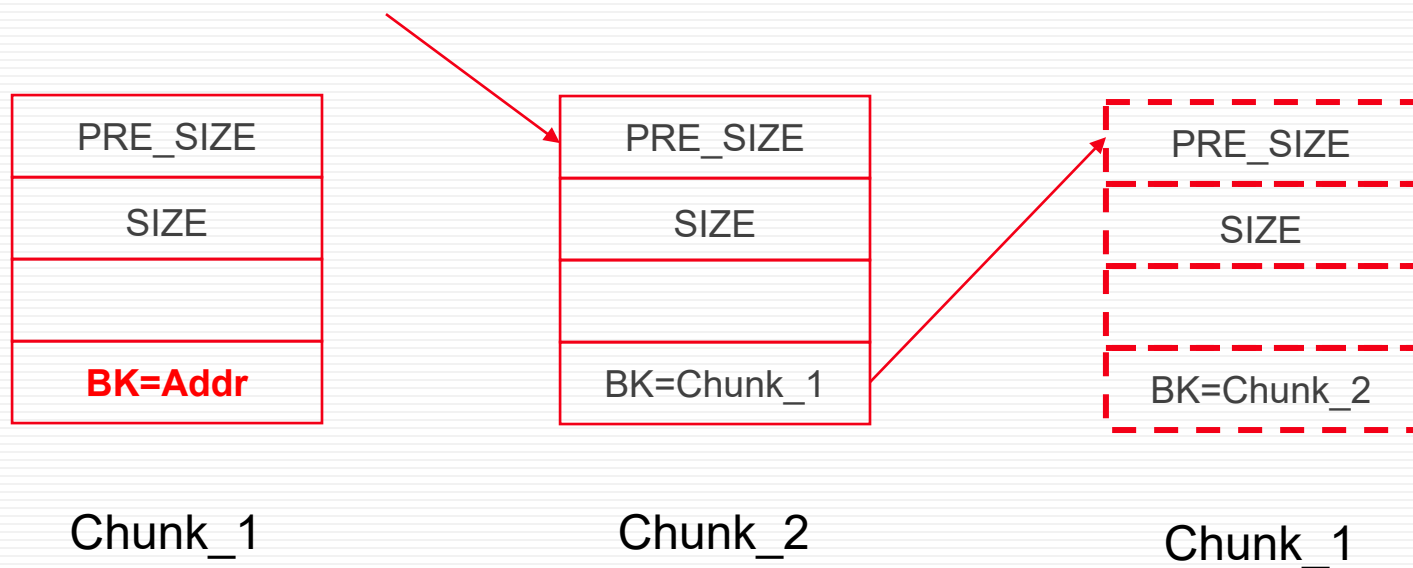 PRE_SIZE
SIZE
BK=Addr
Chunk_1
PRE_SIZE
SIZE
BK=Chunk_1
Chunk_2
PRE_SIZE
SIZE
BK=Chunk_2
Chunk_1